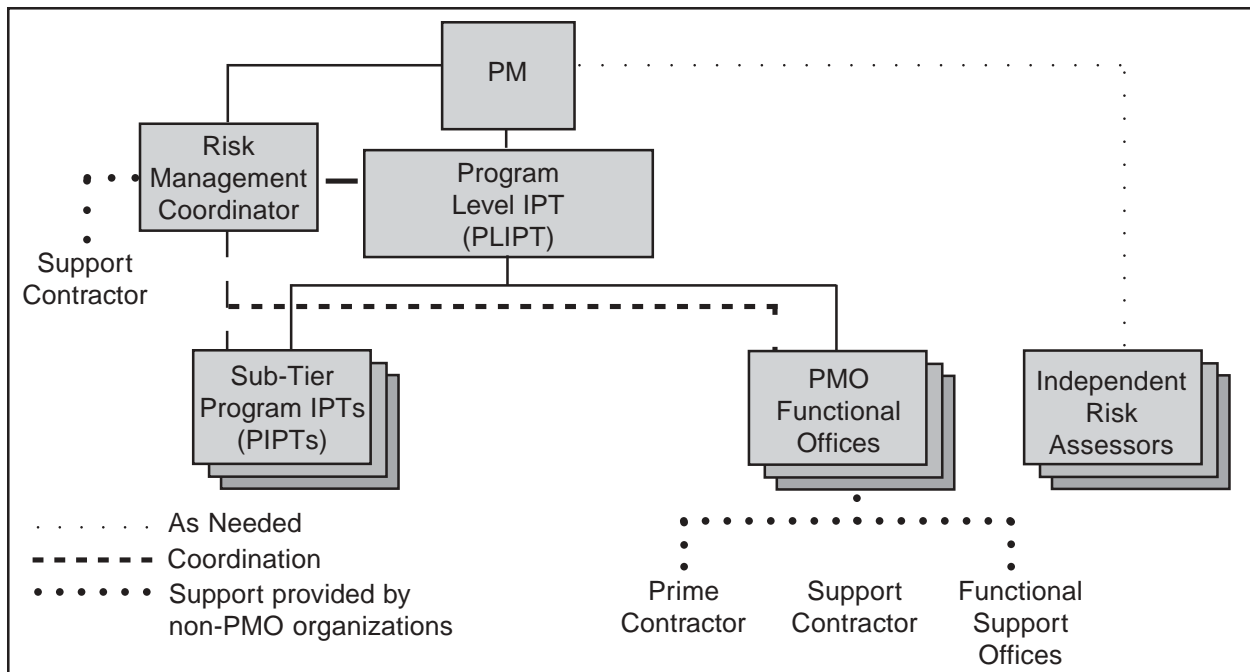 PM
Risk
Management
Coordinator
Program
Level IPT
(PLIPT)
Support
Contractor
Sub-Tier
Program IPTs
(PIPTs)
PMO
Functional
Offices
Independent
Risk
Assessors
As Needed
Coordination
Support provided by
non-PMO organizations
Prime
Contractor
Support
Contractor
Functional
Support
Offices